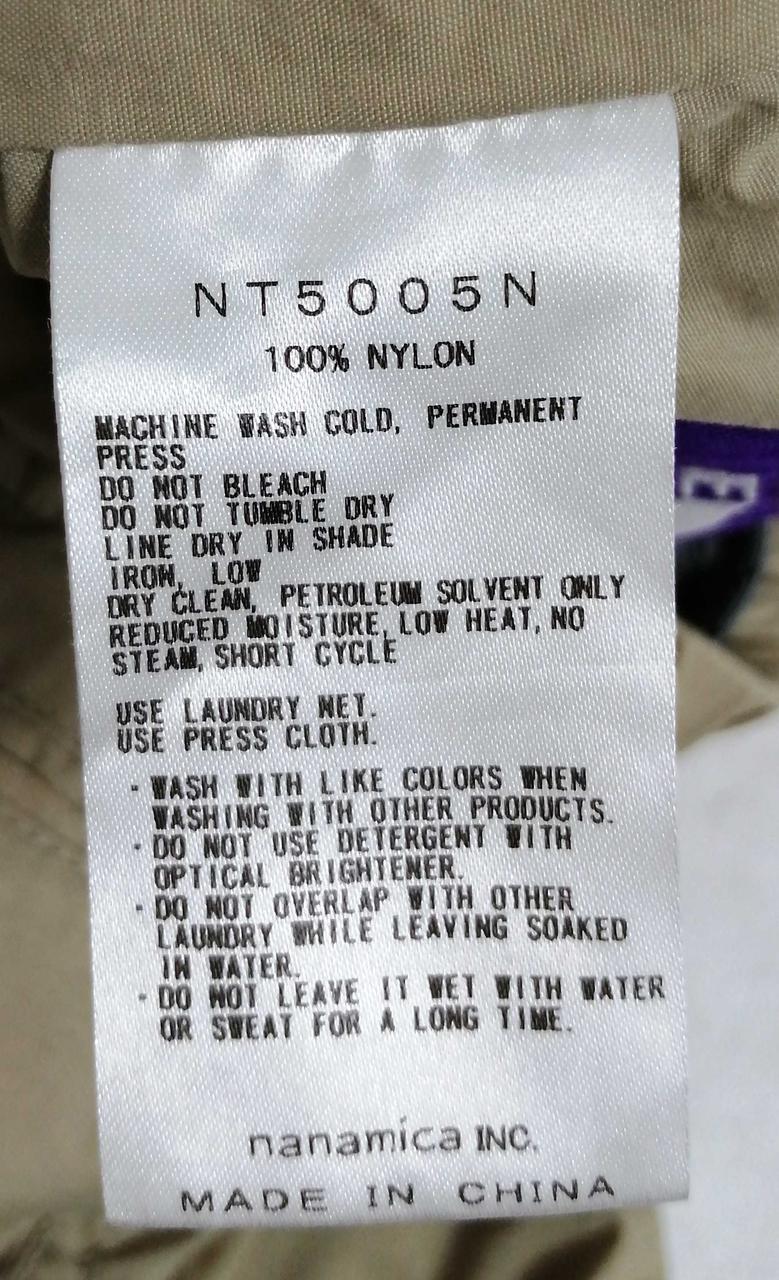 NT5005N
100% NYLON
MACHINE WASH COLD, PERMANENT
PRESS
DO NOT BLEACH
DO NOT TUMBLE DRY
LINE DRY IN SHADE
IRON, LOW
DRY CLEAN, PETROLEUM SOLVENT ONLY
REDUCED MOISTURE, LOW HEAT, NO
STEAM, SHORT CYCLE
USE LAUNDRY NET.
USE PRESS CLOTH.
・WASH WITH LIKE COLORS WHEN
WASHING WITH OTHER PRODUCTS.
・DO NOT USE DETERGENT WITH
OPTICAL BRIGHTENER.
・DO NOT OVERLAP WITH OTHER
LAUNDRY WHILE LEAVING SOAKED
IN WATER.
・DO NOT LEAVE IT WET WITH WATER
OR SWEAT FOR A LONG TIME.
nanamica INC.
MADE IN CHINA